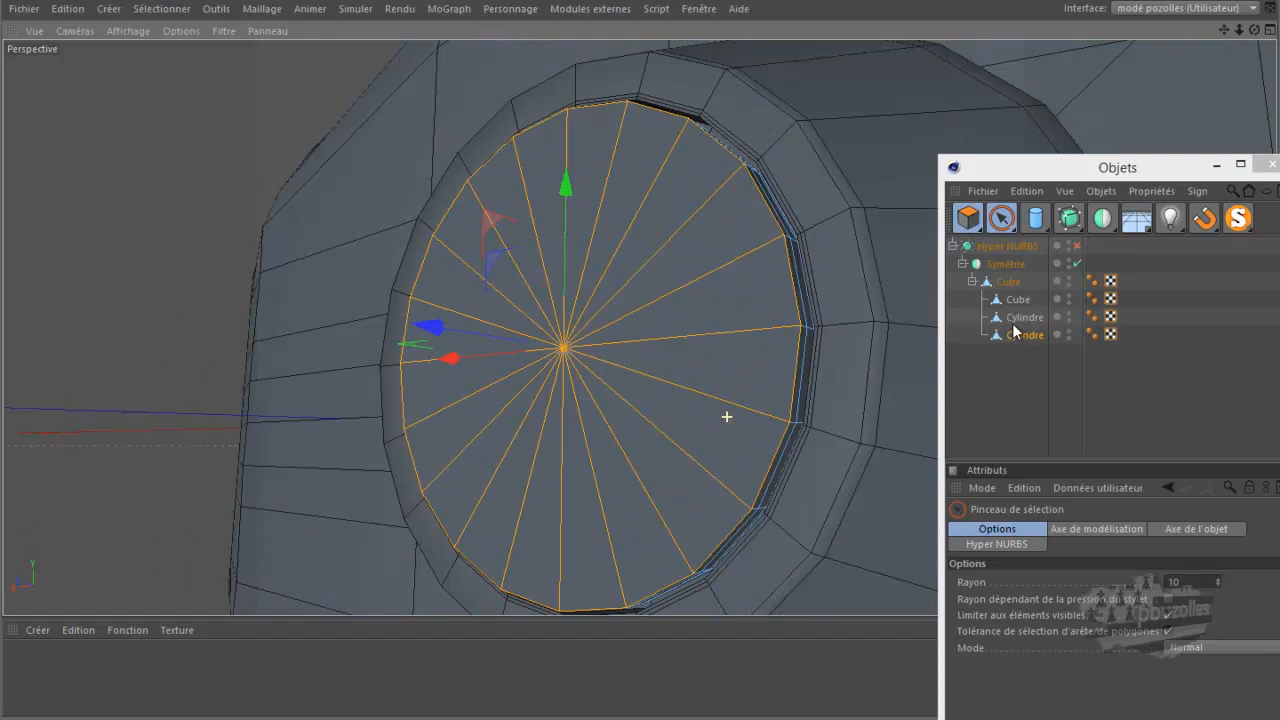 Fichier Edition Créer Sélectionner Outils Maillage Animer Simuler Rendu MoGraph Personnage Modules externes Script Fenêtre Aide Interface: modé pozolles (Utilisateur)
Vue Caméras Affichage Options Filtre Panneau
Perspective
Objets
Fichier Edition Vue Objets Propriétés Sign
S
Hyper NURBS
Symétrie
Cube
Cube
Cylindre
Cylindre
Attributs
Mode Edition Données utilisateur
Pinceau de sélection
Options Axe de modélisation Axe de l'objet
Hyper NURBS
Options
Rayon 10
Rayon dépendant de la pression du stylet
Limiter aux éléments visibles
Tolérance de sélection d'arête/de polygones
Mode Normal
pouzolles
Y
Créer Edition Fonction Texture